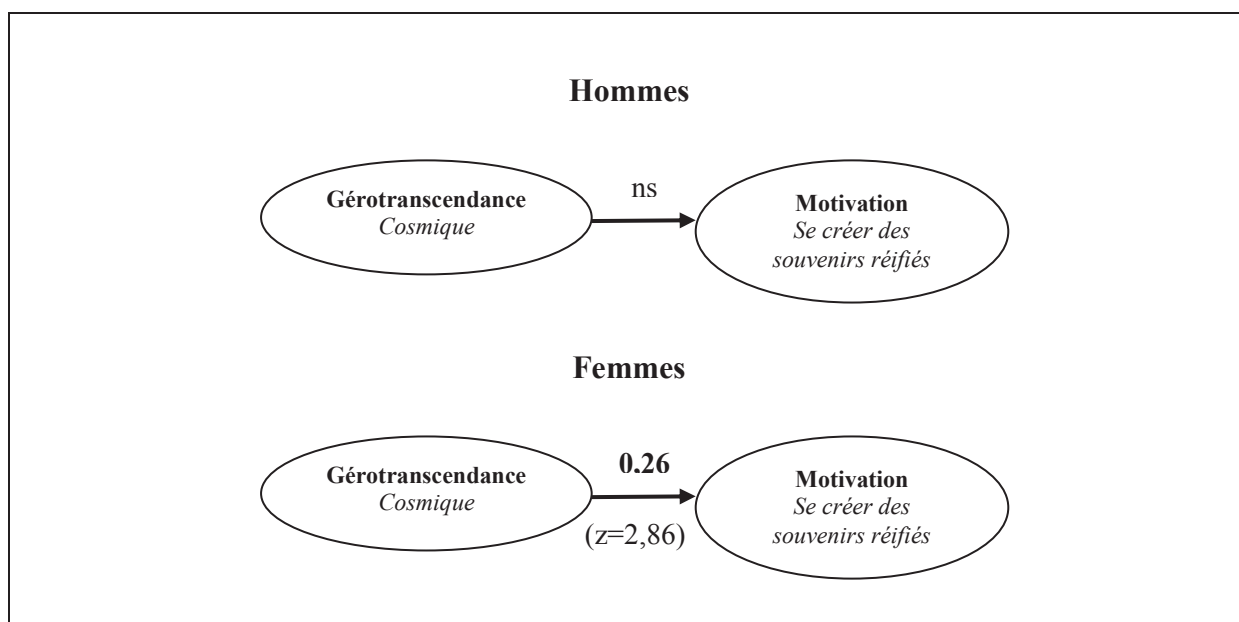 Hommes
Gérotranscendance
Cosmique
ns
Motivation
Se créer des
souvenirs réifiés
Femmes
Gérotranscendance
Cosmique
0.26
(z=2,86)
Motivation
Se créer des
souvenirs réifiés